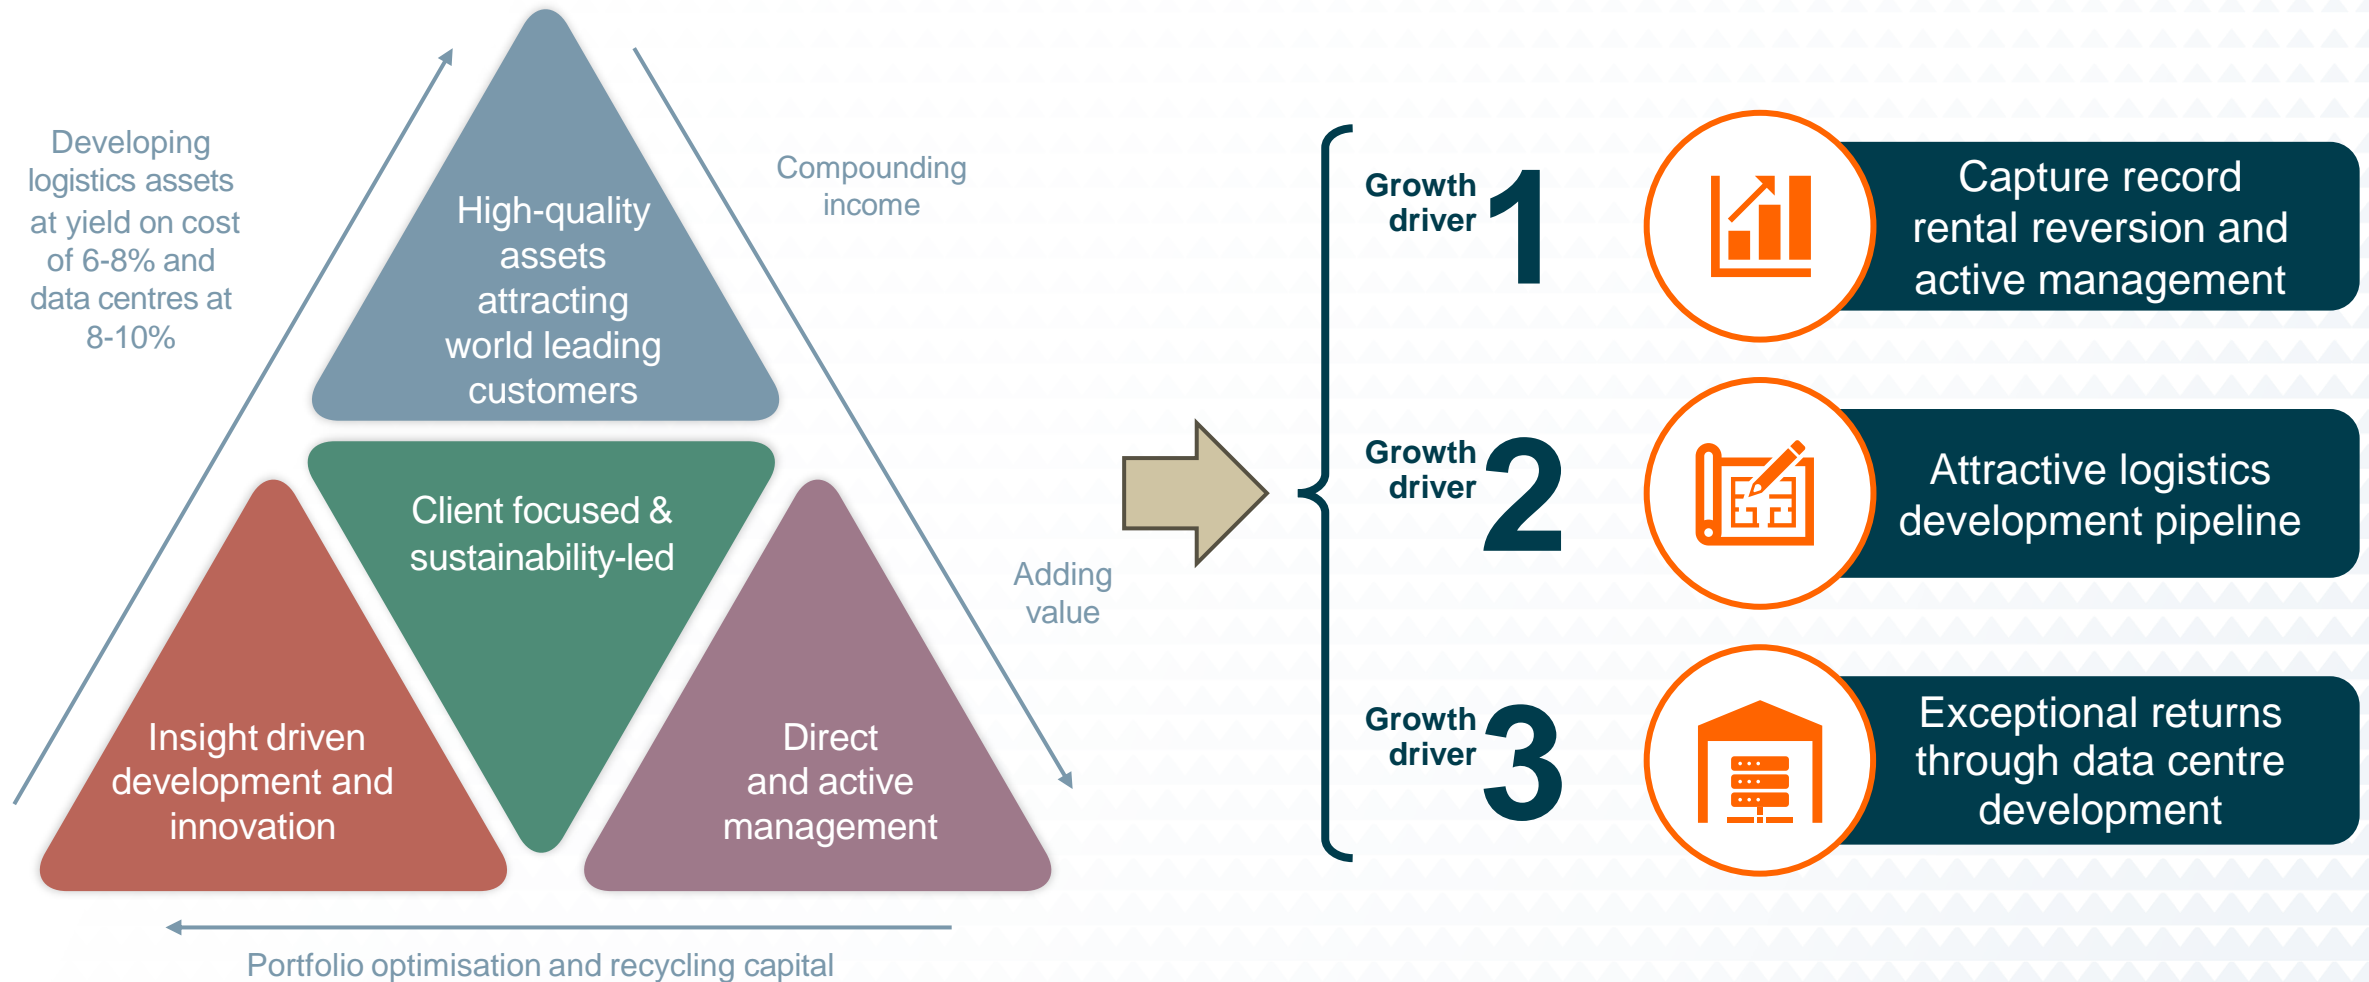 Developing
logistics assets
at yield on cost
of 6-8% and
data centres at
8-10%
High-quality
assets
attracting
world leading
customers
Compounding
income
Client focused &
sustainability-led
Insight driven
development and
innovation
Direct
and active
management
Adding
value
Portfolio optimisation and recycling capital
Growth
driver
1
Capture record
rental reversion and
active management
Growth
driver
2
Attractive logistics
development pipeline
Growth
driver
3
Exceptional returns
through data centre
development